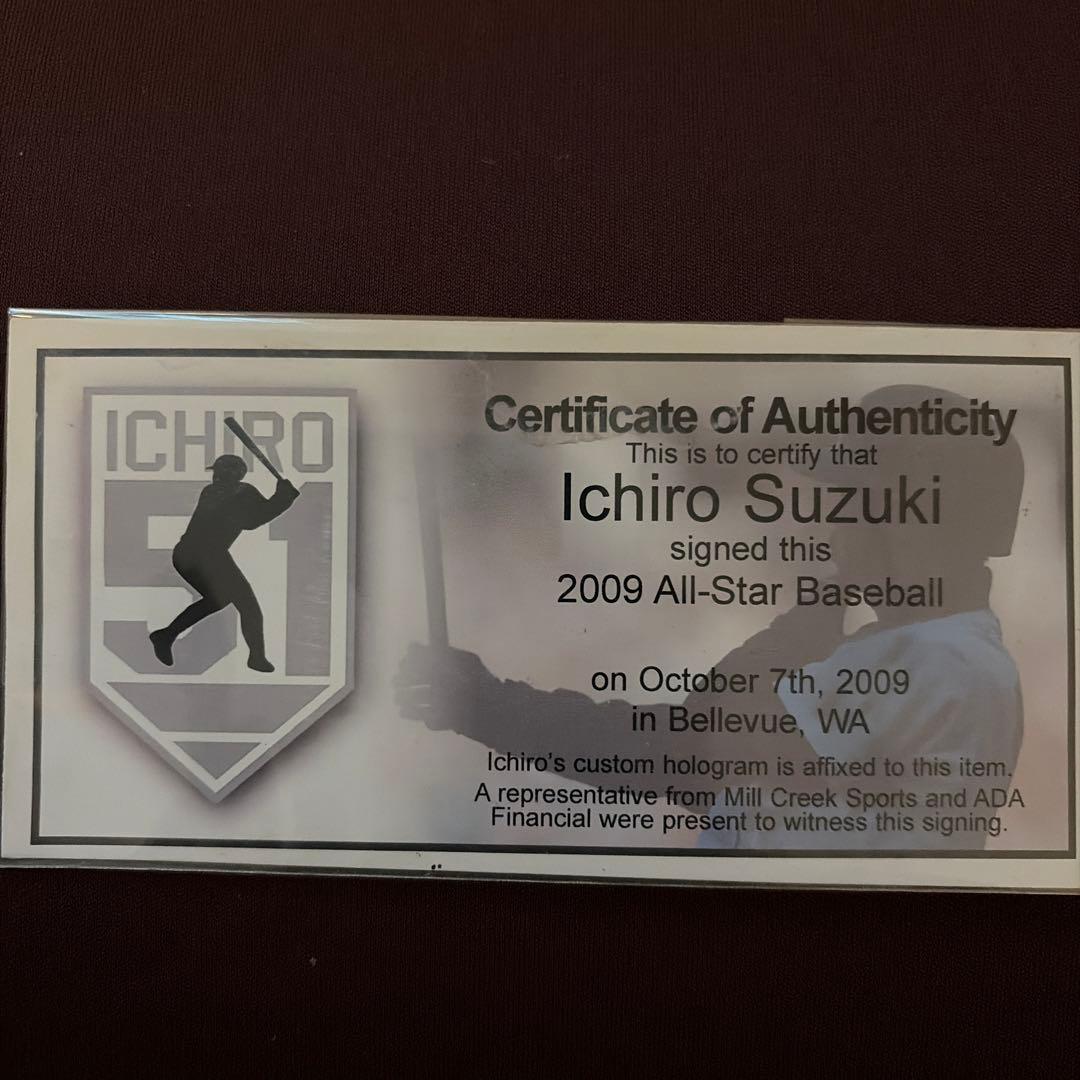 ICHIRO
51
Certificate of Authenticity
This is to certify that
Ichiro Suzuki
signed this
2009 All-Star Baseball
on October 7th, 2009
in Bellevue, WA
Ichiro's custom hologram is affixed to this item.
A representative from Mill Creek Sports and ADA
Financial were present to witness this signing.